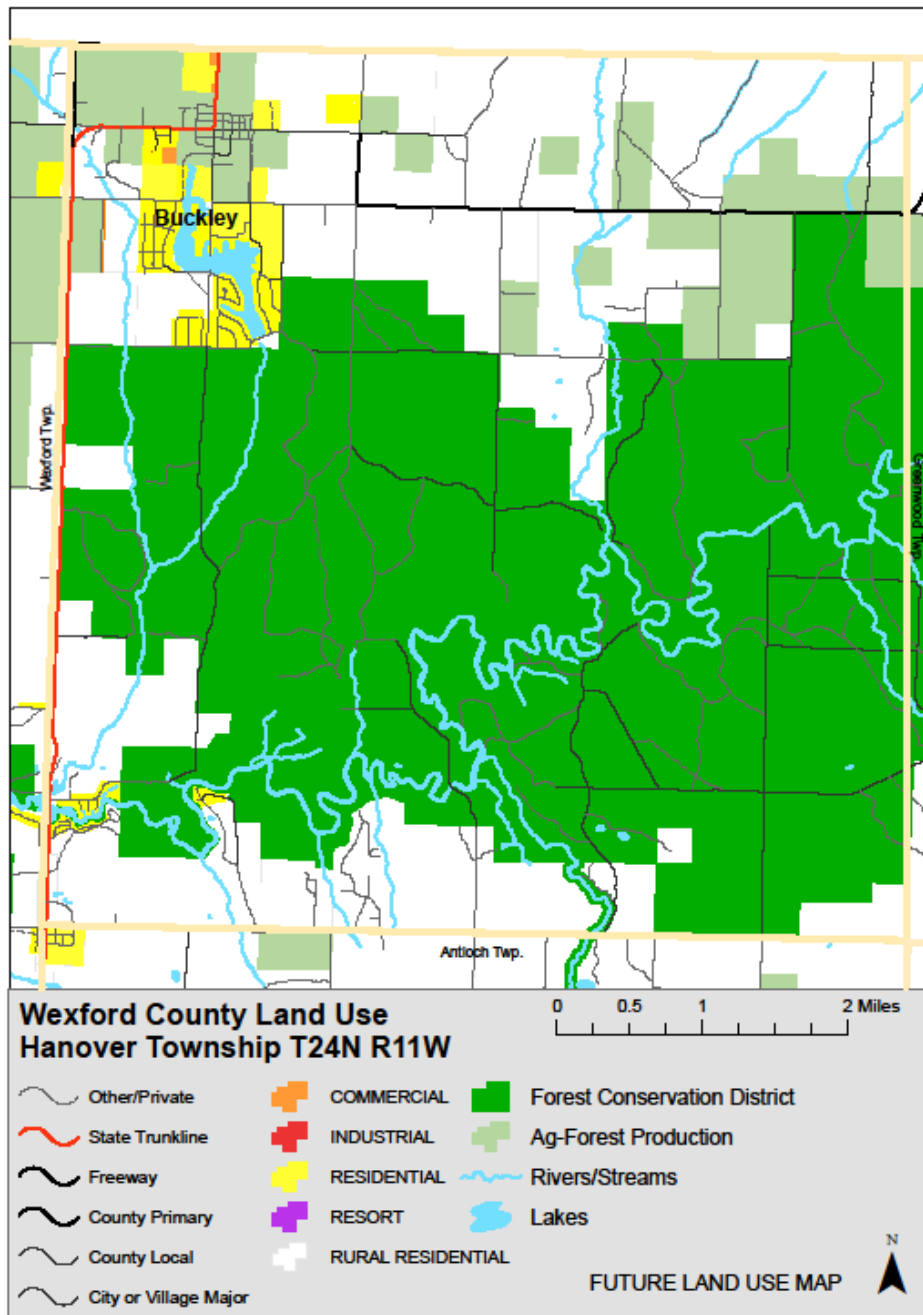 Buckley
Wexford Twp.
Greenwood Twp.
Antioch Twp.
Wexford County Land Use
Hanover Township T24N R11W
0 0.5 1 2 Miles
Other/Private
State Trunkline
Freeway
County Primary
County Local
City or Village Major
COMMERCIAL
INDUSTRIAL
RESIDENTIAL
RESORT
RURAL RESIDENTIAL
Forest Conservation District
Ag-Forest Production
Rivers/Streams
Lakes
FUTURE LAND USE MAP
N